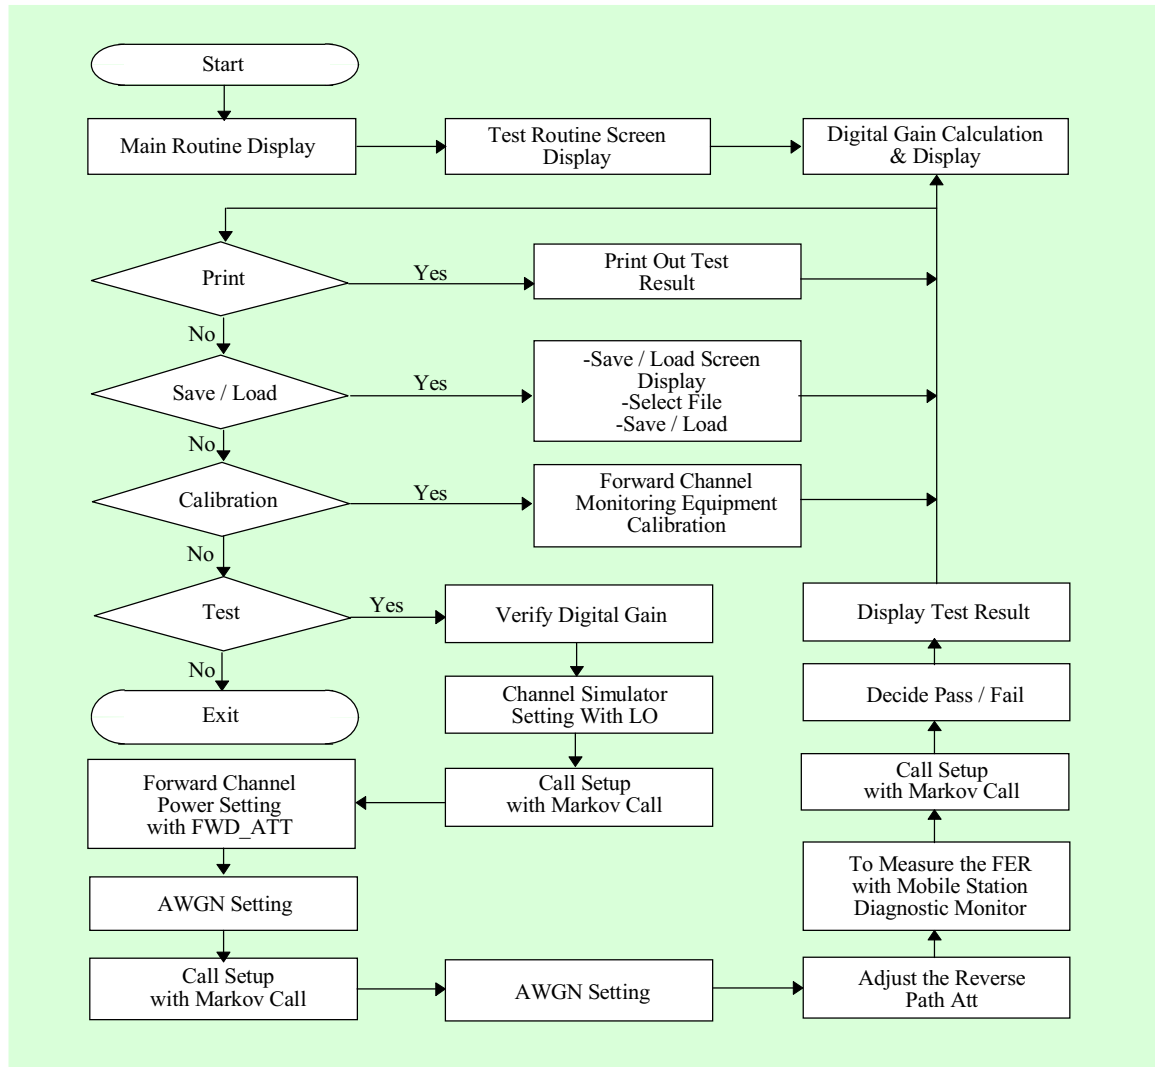 Start
Main Routine Display
Test Routine Screen
Display
Digital Gain Calculation
& Display
Print
Yes
Print Out Test
Result
No
Save / Load
Yes
-Save / Load Screen
Display
-Select File
-Save / Load
No
Calibration
Yes
Forward Channel
Monitoring Equipment
Calibration
No
Test
Yes
Verify Digital Gain
Display Test Result
No
Exit
Channel Simulator
Setting With LO
Decide Pass / Fail
Forward Channel
Power Setting
with FWD_ATT
Call Setup
with Markov Call
Call Setup
with Markov Call
AWGN Setting
To Measure the FER
with Mobile Station
Diagnostic Monitor
Call Setup
with Markov Call
AWGN Setting
Adjust the Reverse
Path Att